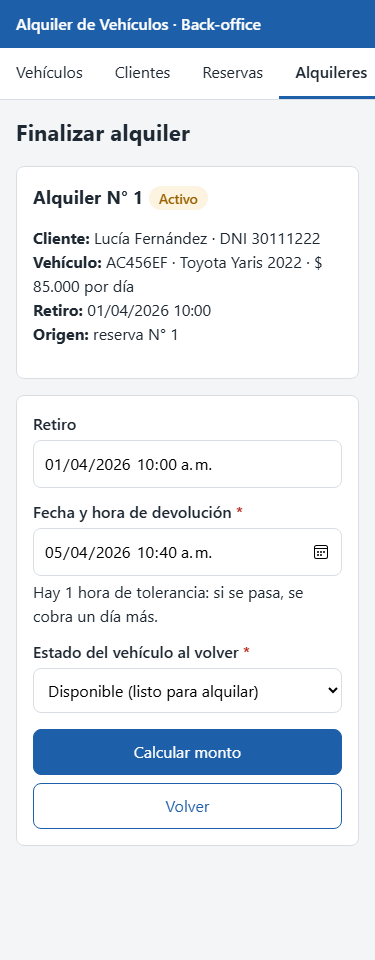 Alquiler de Vehículos · Back-office
Vehículos Clientes Reservas Alquileres
Finalizar alquiler
Alquiler N° 1 Activo
Cliente: Lucía Fernández · DNI 30111222
Vehículo: AC456EF · Toyota Yaris 2022 · $
85.000 por día
Retiro: 01/04/2026 10:00
Origen: reserva N° 1
Retiro
01/04/2026 10:00 a.m.
Fecha y hora de devolución *
05/04/2026 10:40 a.m.
Hay 1 hora de tolerancia: si se pasa, se
cobra un día más.
Estado del vehículo al volver *
Disponible (listo para alquilar)
Calcular monto
Volver